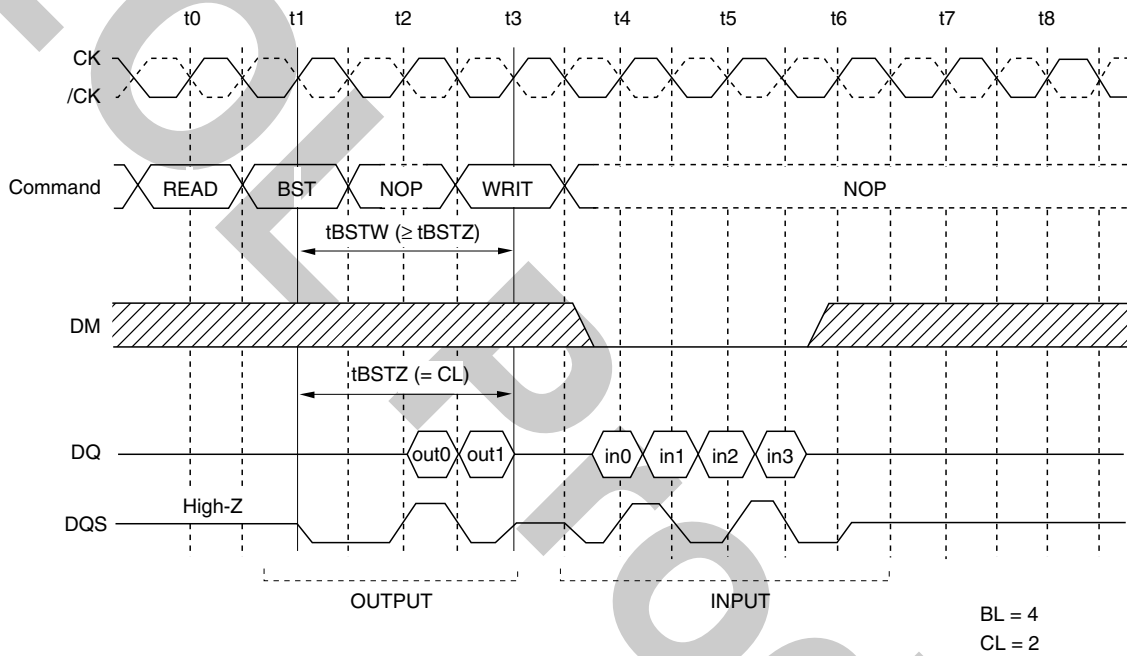 t0 t1 t2 t3 t4 t5 t6 t7 t8
CK
/CK
Command READ BST NOP WRIT NOP
tBSTW (≥ tBSTZ)
DM
tBSTZ (= CL)
DQ out0 out1 in0 in1 in2 in3
High-Z
DQS
OUTPUT INPUT
BL = 4
CL = 2